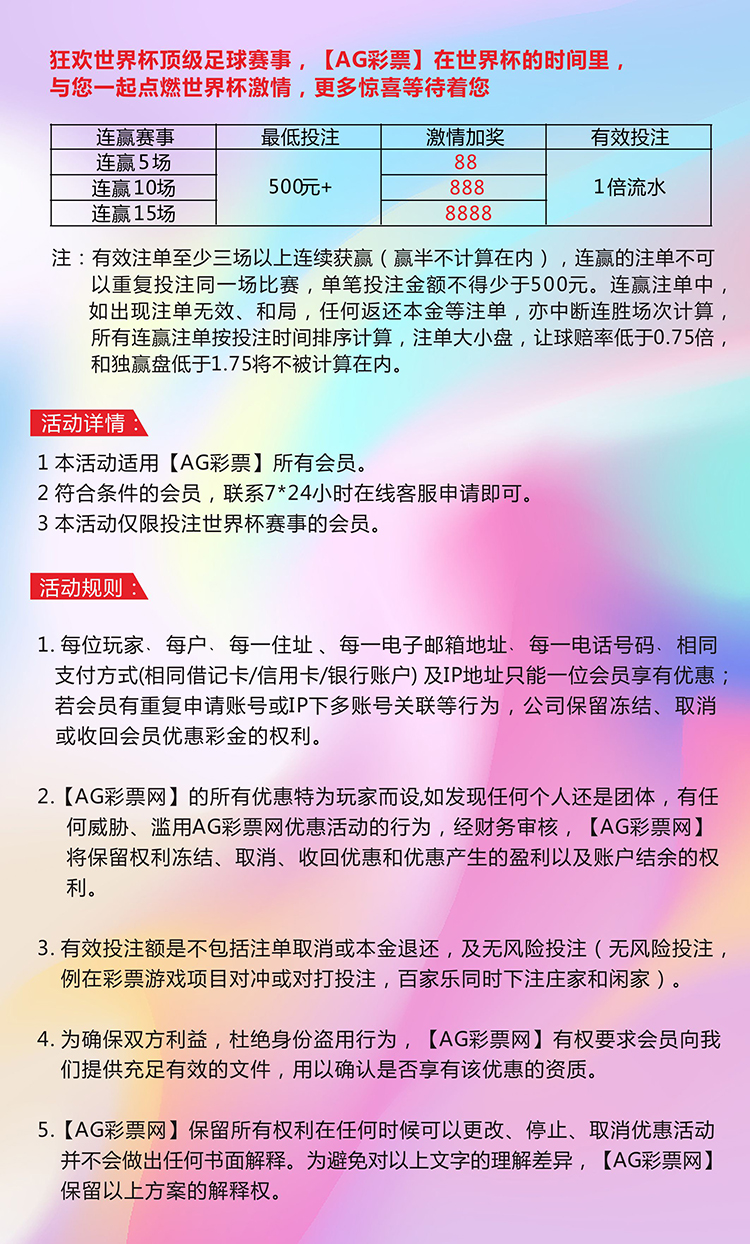 狂欢世界杯顶级足球赛事，【AG彩票】在世界杯的时间里，
与您一起点燃世界杯激情，更多惊喜等待着您
连赢赛事 最低投注 激情加奖 有效投注
连赢5场 500元+ 88 1倍流水
连赢10场 888
连赢15场 8888
注：有效注单至少三场以上连续获赢（赢半不计算在内），连赢的注单不可
以重复投注同一场比赛，单笔投注金额不得少于500元。连赢注单中，
如出现注单无效、和局，任何返还本金等注单，亦中断连胜场次计算，
所有连赢注单按投注时间排序计算，注单大小盘，让球赔率低于0.75倍，
和独赢盘低于1.75将不被计算在内。
活动详情：
1 本活动适用【AG彩票】所有会员。
2 符合条件的会员，联系7*24小时在线客服申请即可。
3 本活动仅限投注世界杯赛事的会员。
活动规则：
1. 每位玩家、每户、每一住址、每一电子邮箱地址、每一电话号码、相同
支付方式(相同借记卡/信用卡/银行账户) 及IP地址只能一位会员享有优惠；
若会员有重复申请账号或IP下多账号关联等行为，公司保留冻结、取消
或收回会员优惠彩金的权利。
2.【AG彩票网】的所有优惠特为玩家而设,如发现任何个人还是团体，有任
何威胁、滥用AG彩票网优惠活动的行为，经财务审核，【AG彩票网】
将保留权利冻结、取消、收回优惠和优惠产生的盈利以及账户结余的权
利。
3. 有效投注额是不包括注单取消或本金退还，及无风险投注（无风险投注，
例在彩票游戏项目对冲或对打投注，百家乐同时下注庄家和闲家）。
4. 为确保双方利益，杜绝身份盗用行为，【AG彩票网】有权要求会员向我
们提供充足有效的文件，用以确认是否享有该优惠的资质。
5.【AG彩票网】保留所有权利在任何时候可以更改、停止、取消优惠活动
并不会做出任何书面解释。为避免对以上文字的理解差异，【AG彩票网】
保留以上方案的解释权。